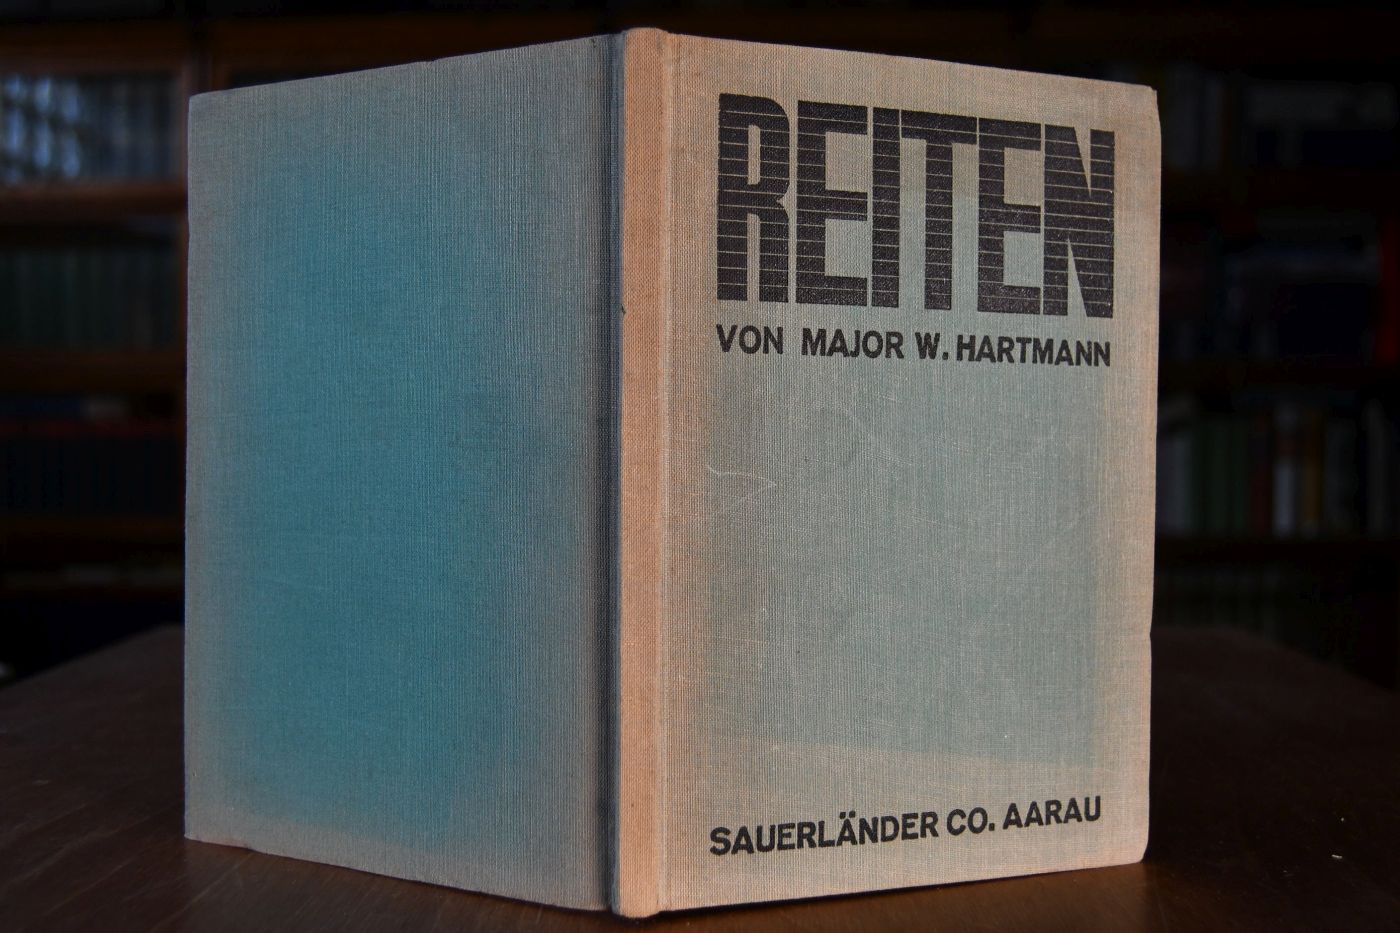 REITEN
VON MAJOR W. HARTMANN
SAUERLÄNDER CO. AARAU